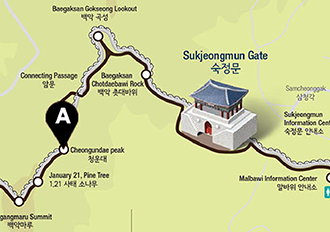 Baegaksan Gokseong Lookout
백악 곡성
Sukjeongmun Gate
숙정문
Connecting Passage
암문
Baegaksan
Chotdaebawi Rock
백악 촛대바위
Samcheonggak
삼청각
Sukjeongmun
Information Cent
숙정문 안내소
A
Cheongundae peak
청운대
January 21, Pine Tree
1.21 사태 소나무
Malbawi Information Center
말바위 안내소
gangmaru Summit
백악마루